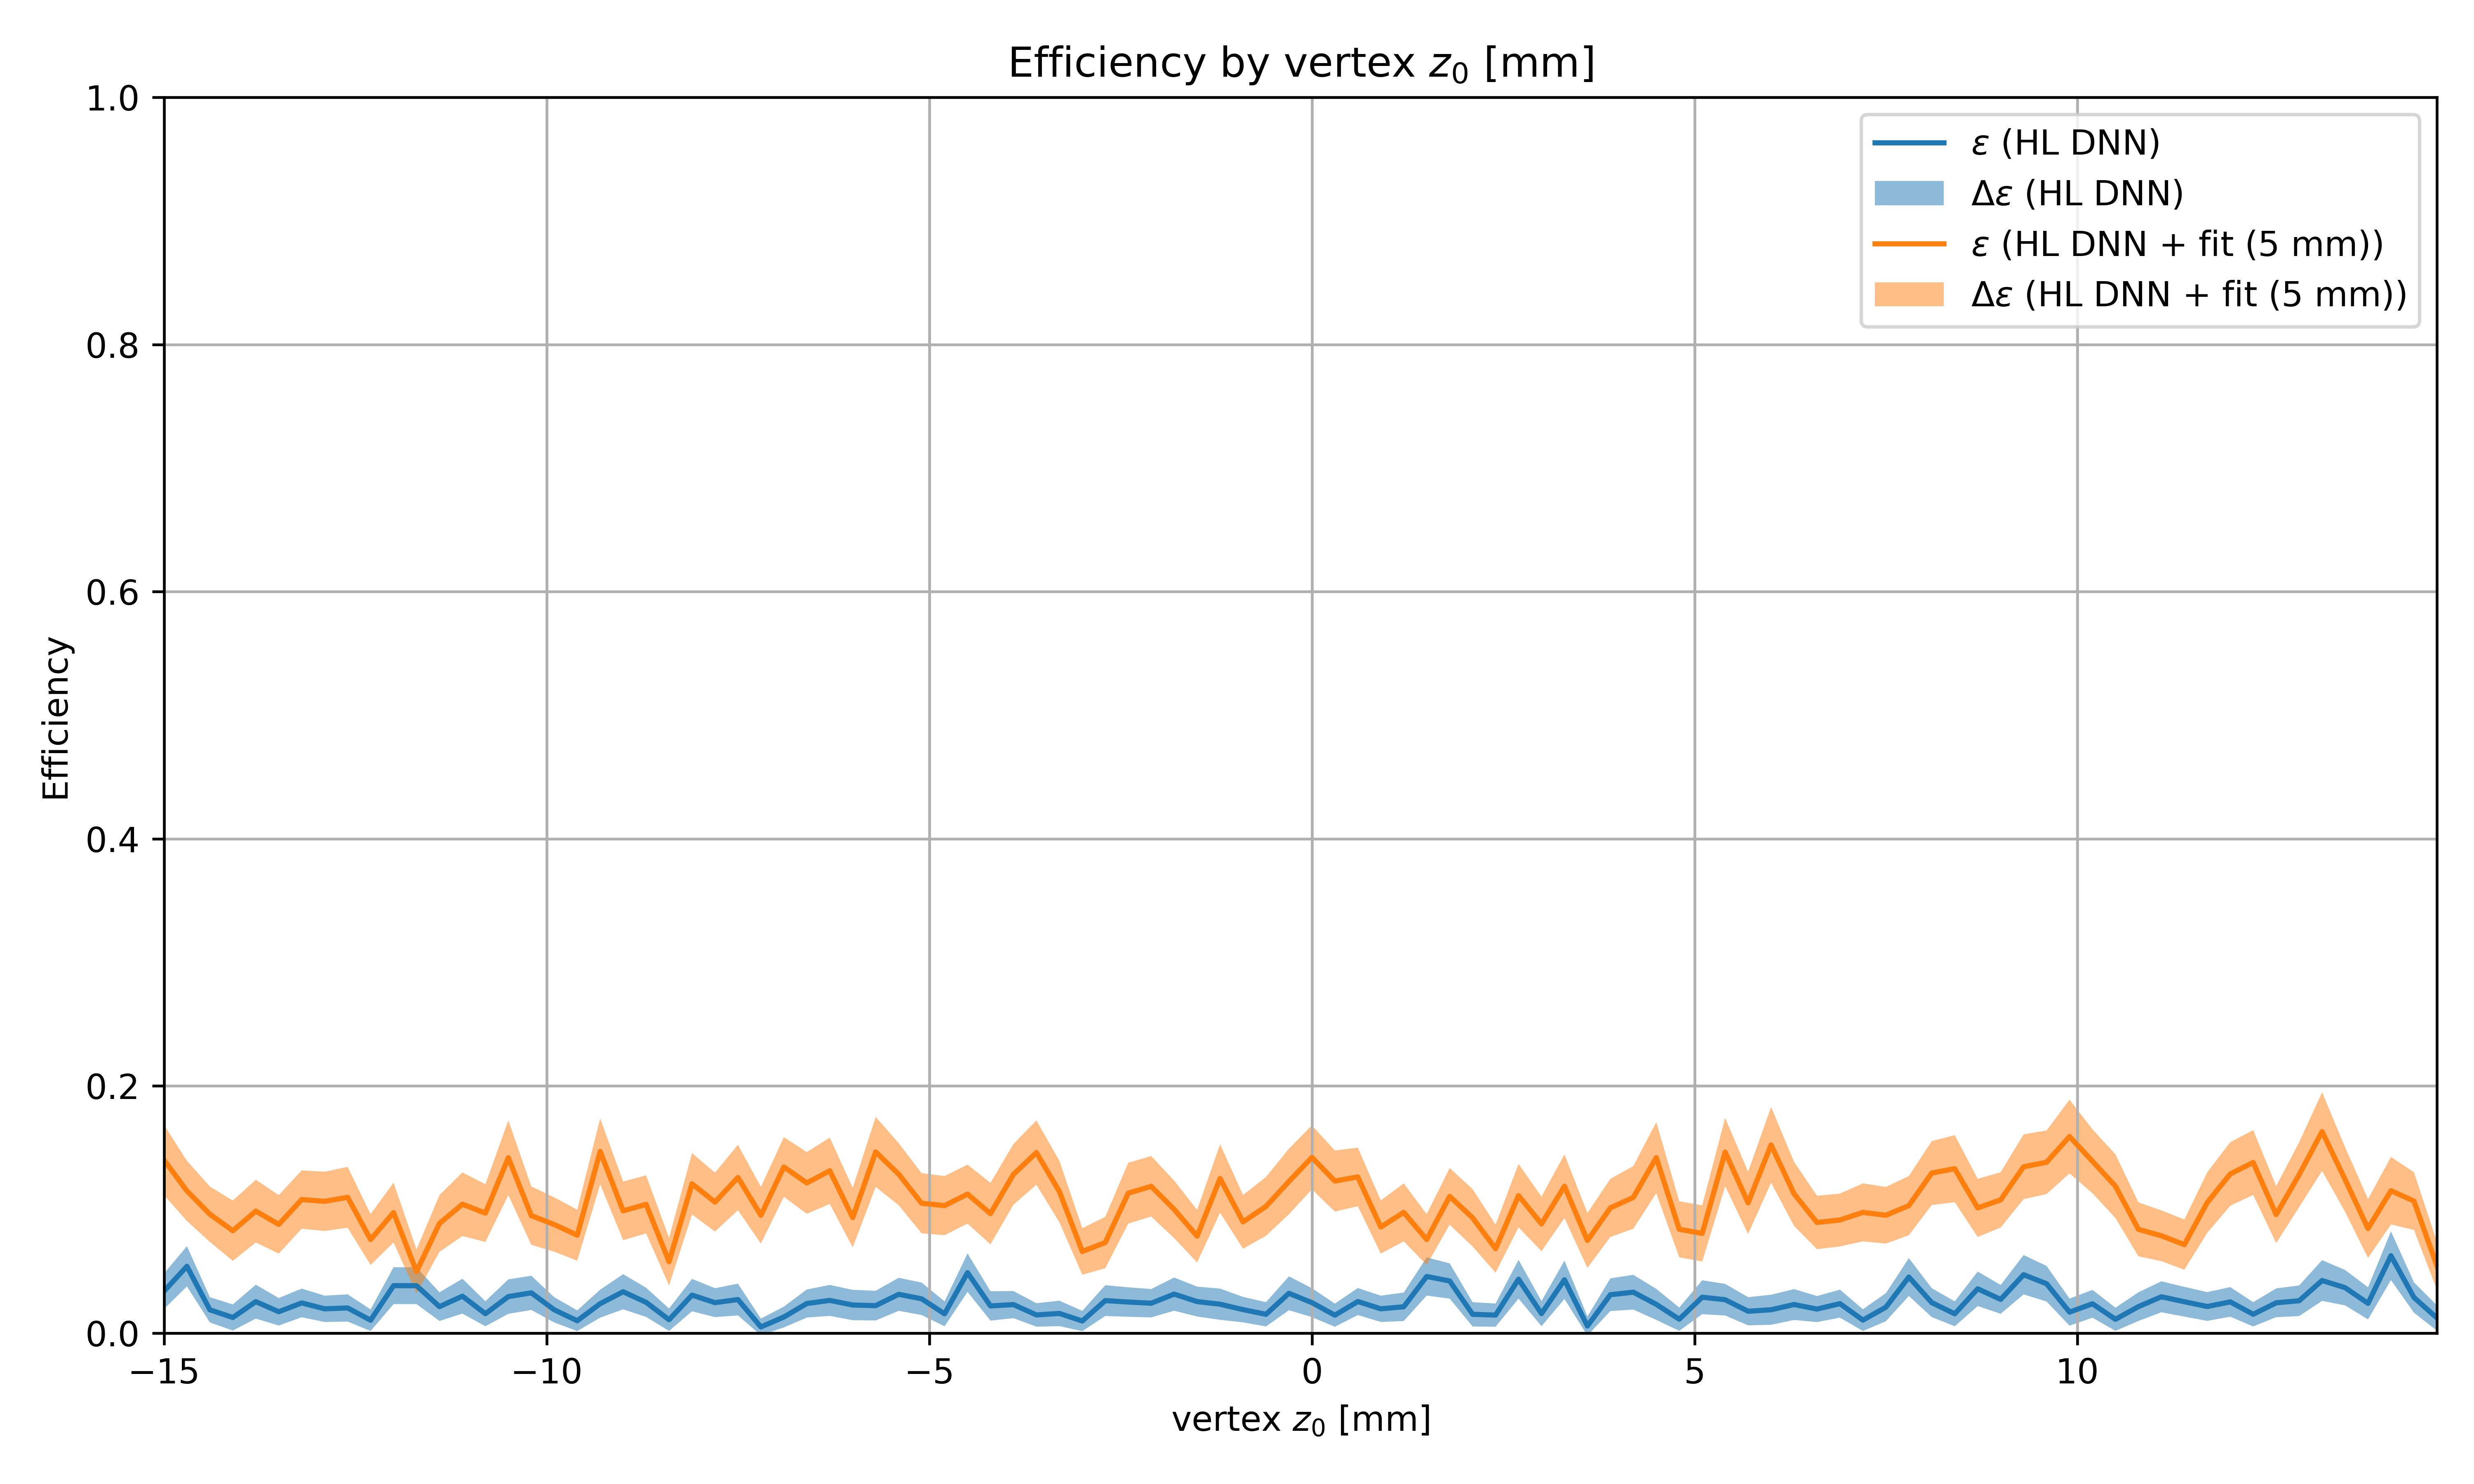 Efficiency by vertex z₀ [mm]
1.0
0.8
0.6
0.4
0.2
0.0
Efficiency
ε (HL DNN)
Δε (HL DNN)
ε (HL DNN + fit (5 mm))
Δε (HL DNN + fit (5 mm))
−15 −10 −5 0 5 10
vertex z₀ [mm]